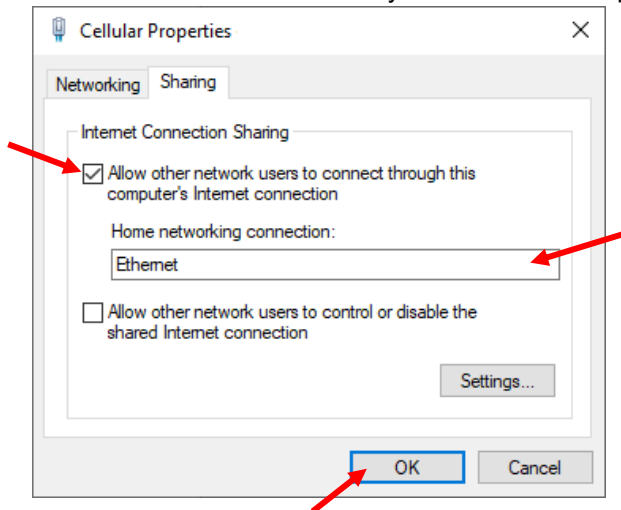 Cellular Properties
Networking
Sharing
Internet Connection Sharing
Allow other network users to connect through this
computer's Internet connection
Home networking connection:
Ethernet
Allow other network users to control or disable the
shared Internet connection
Settings...
OK
Cancel